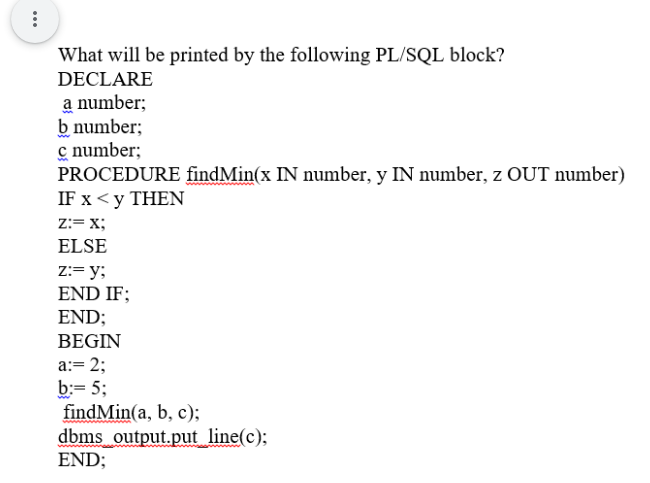 What will be printed by the following PL/SQL block?
DECLARE
a number;
b number;
c number;
PROCEDURE findMin(x IN number, y IN number, z OUT number)
IF x < y THEN
z:= x;
ELSE
z:= y;
END IF;
END;
BEGIN
a:= 2;
b:= 5;
findMin(a, b, c);
dbms_output.put_line(c);
END;